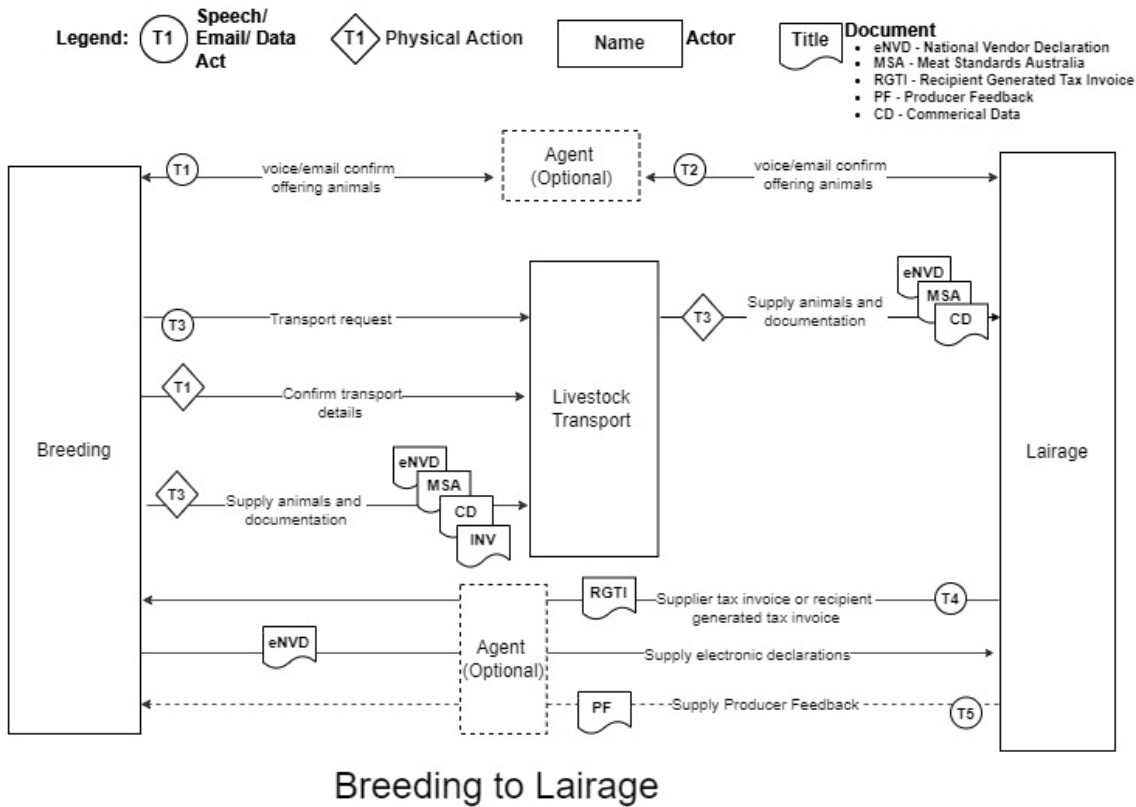 Legend:
T1
Speech/
Email/ Data
Act
T1
Physical Action
Name
Actor
Title
Document
• eNVD - National Vendor Declaration
• MSA - Meat Standards Australia
• RGTI - Recipient Generated Tax Invoice
• PF - Producer Feedback
• CD - Commerical Data
T1
voice/email confirm
offering animals
Agent
(Optional)
T2
voice/email confirm
offering animals
Breeding
T3
Transport request
T1
Confirm transport
details
T3
Supply animals and
documentation
eNVD
MSA
CD
INV
Livestock
Transport
T3
Supply animals and
documentation
eNVD
MSA
CD
Lairage
RGTI
Supplier tax invoice or recipient
generated tax invoice
T4
eNVD
Agent
(Optional)
Supply electronic declarations
PF
Supply Producer Feedback
T5
Breeding to Lairage